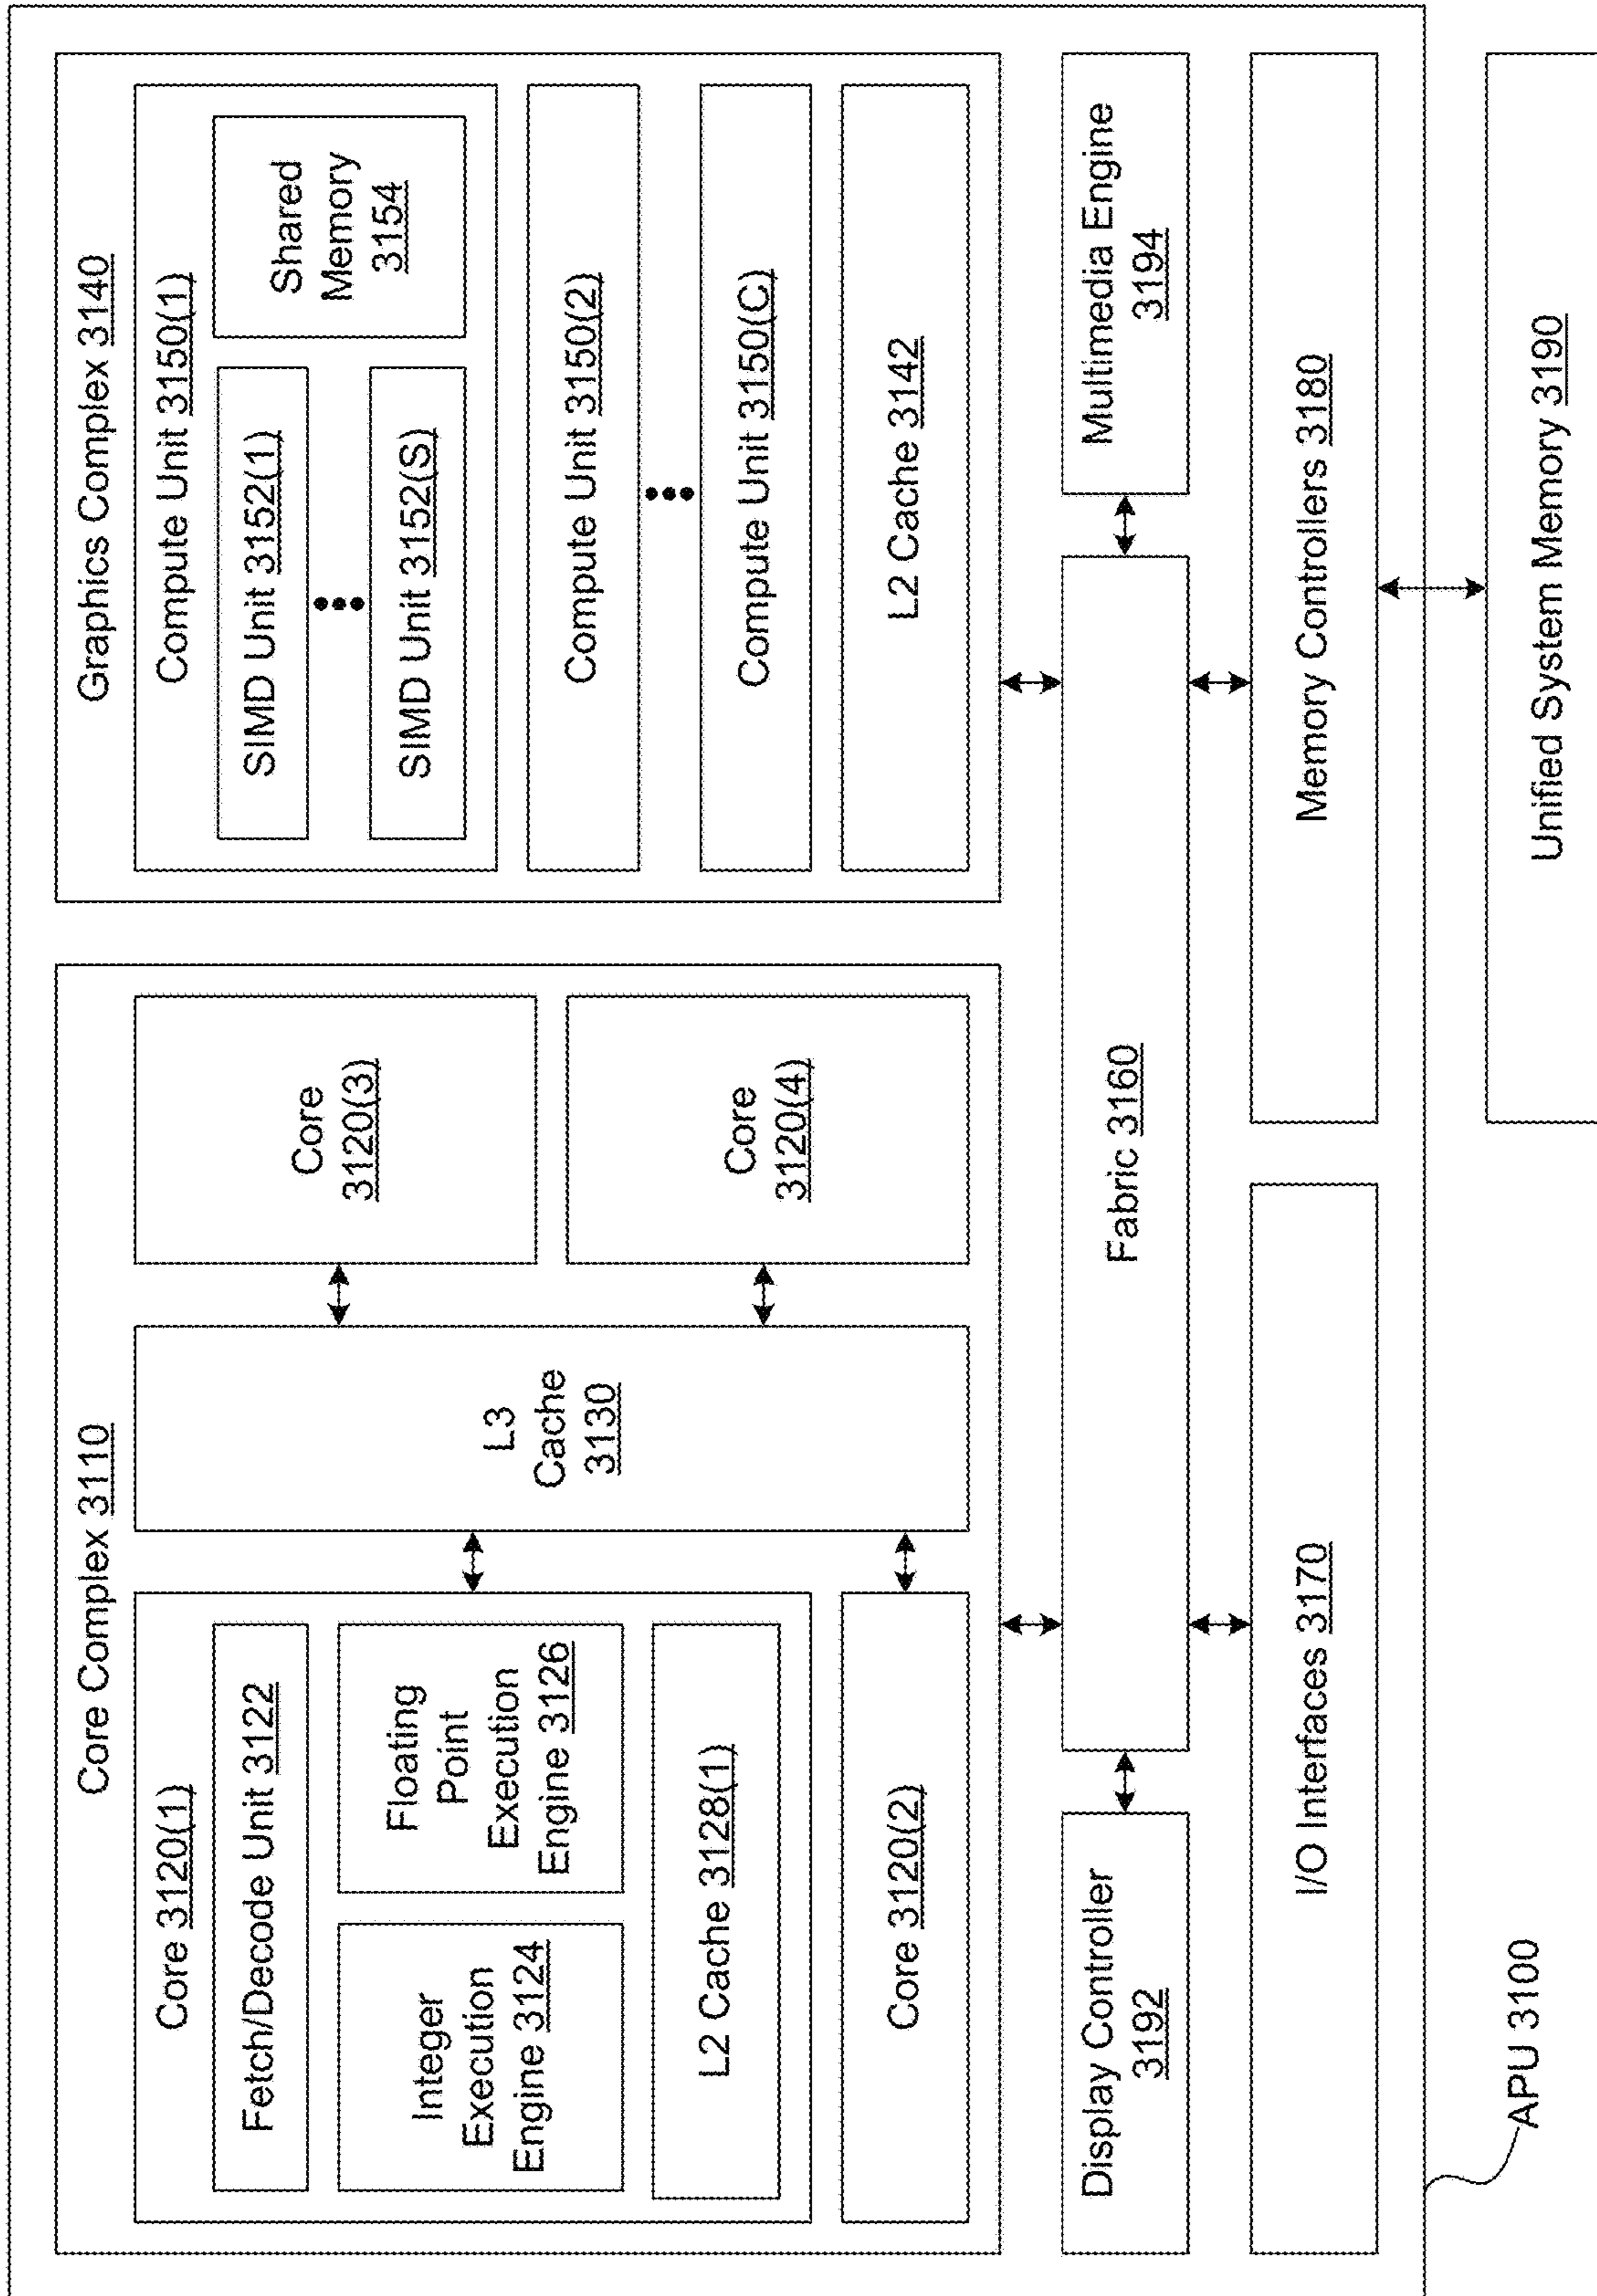 Core Complex 3110
Core 3120(1)
Fetch/Decode Unit 3122
Integer
Execution
Engine 3124
Floating
Point
Execution
Engine 3126
L2 Cache 3128(1)
Core 3120(2)
L3
Cache
3130
Core
3120(3)
Core
3120(4)
Graphics Complex 3140
Compute Unit 3150(1)
SIMD Unit 3152(1)
SIMD Unit 3152(S)
Shared
Memory
3154
Compute Unit 3150(2)
Compute Unit 3150(C)
L2 Cache 3142
Display Controller
3192
Fabric 3160
Multimedia Engine
3194
I/O Interfaces 3170
Memory Controllers 3180
APU 3100
Unified System Memory 3190